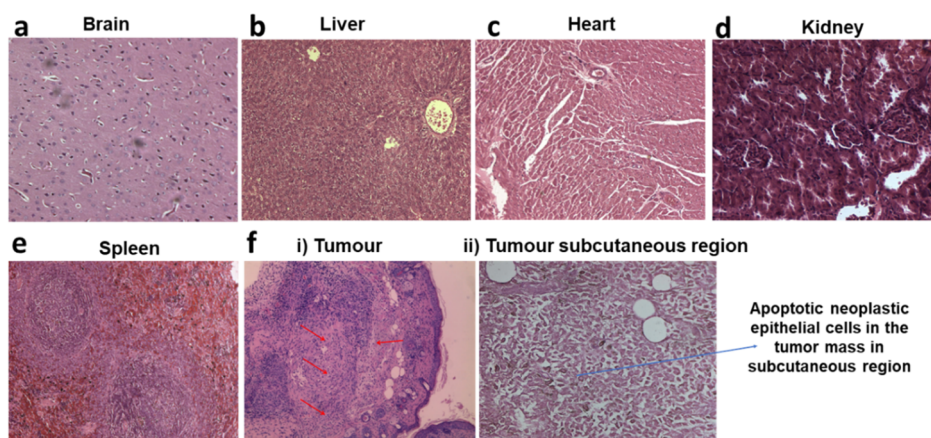 a Brain
b Liver
c Heart
d Kidney
e Spleen
f i) Tumour
ii) Tumour subcutaneous region
Apoptotic neoplastic
epithelial cells in the
tumor mass in
subcutaneous region